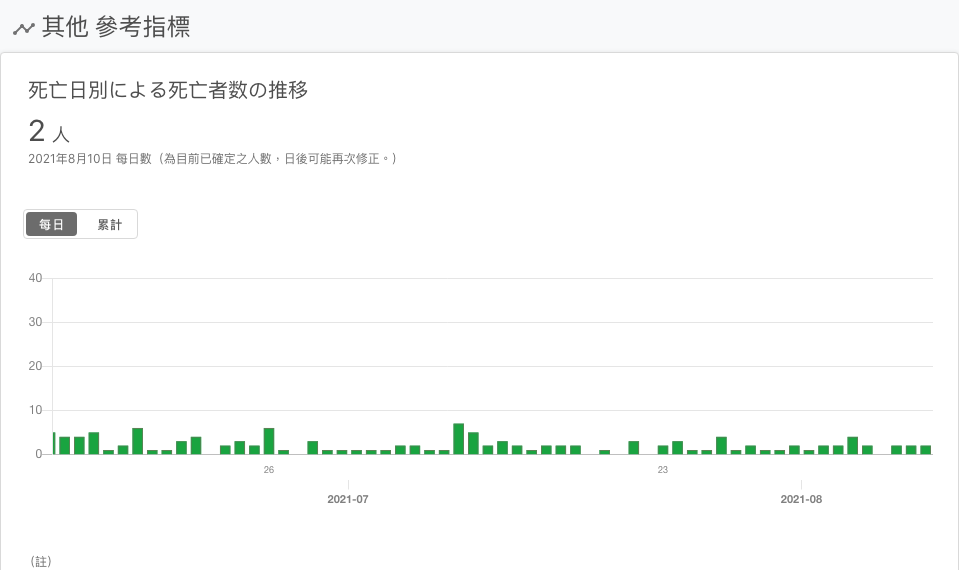 其他 參考指標
死亡日別による死亡者数の推移
2 人
2021年8月10日 每日數（為目前已確定之人數，日後可能再次修正。）
每日 累計
40
30
20
10
0
26 23
2021-07 2021-08
（註）